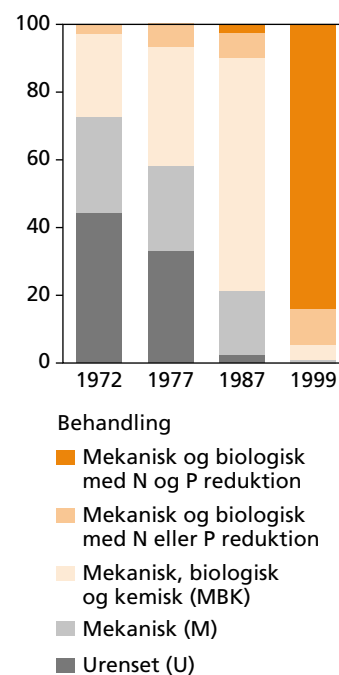 100
80
60
40
20
0
1972 1977 1987 1999
Behandling
Mekanisk og biologisk
med N og P reduktion
Mekanisk og biologisk
med N eller P reduktion
Mekanisk, biologisk
og kemisk (MBK)
Mekanisk (M)
Urenset (U)